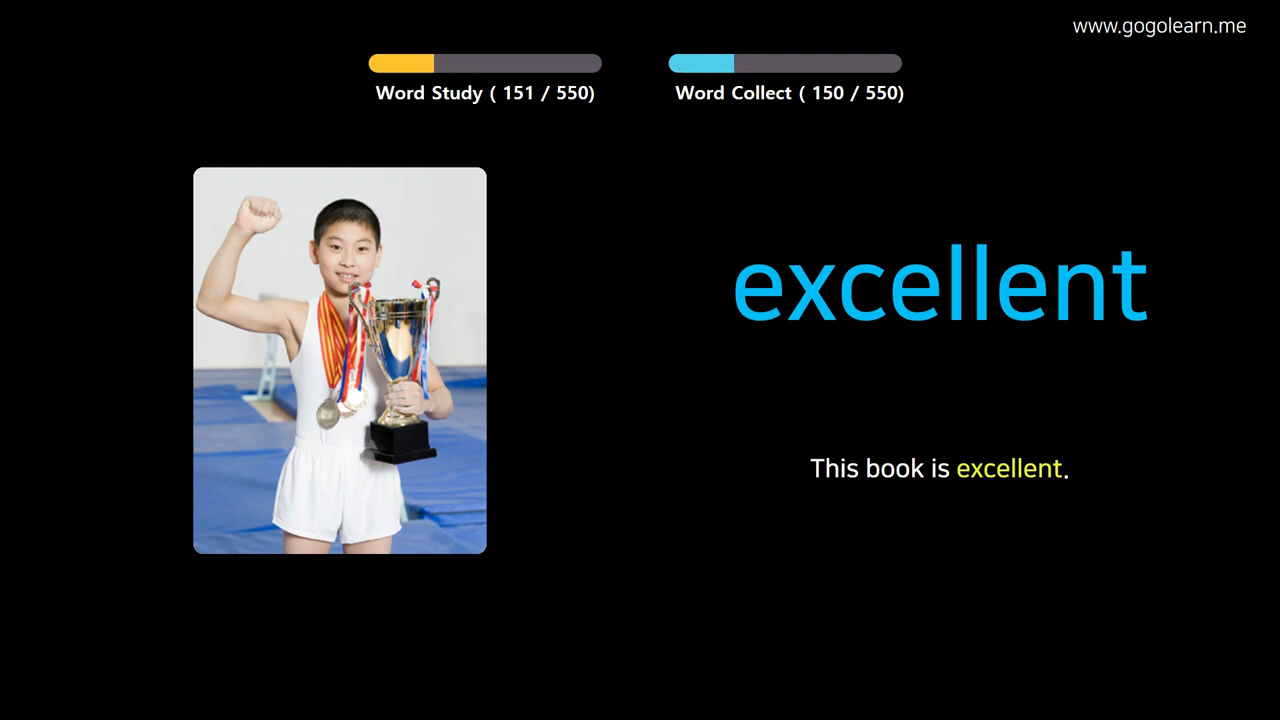 www.gogolearn.me
Word Study ( 151 / 550)
Word Collect ( 150 / 550)
excellent
This book is excellent.